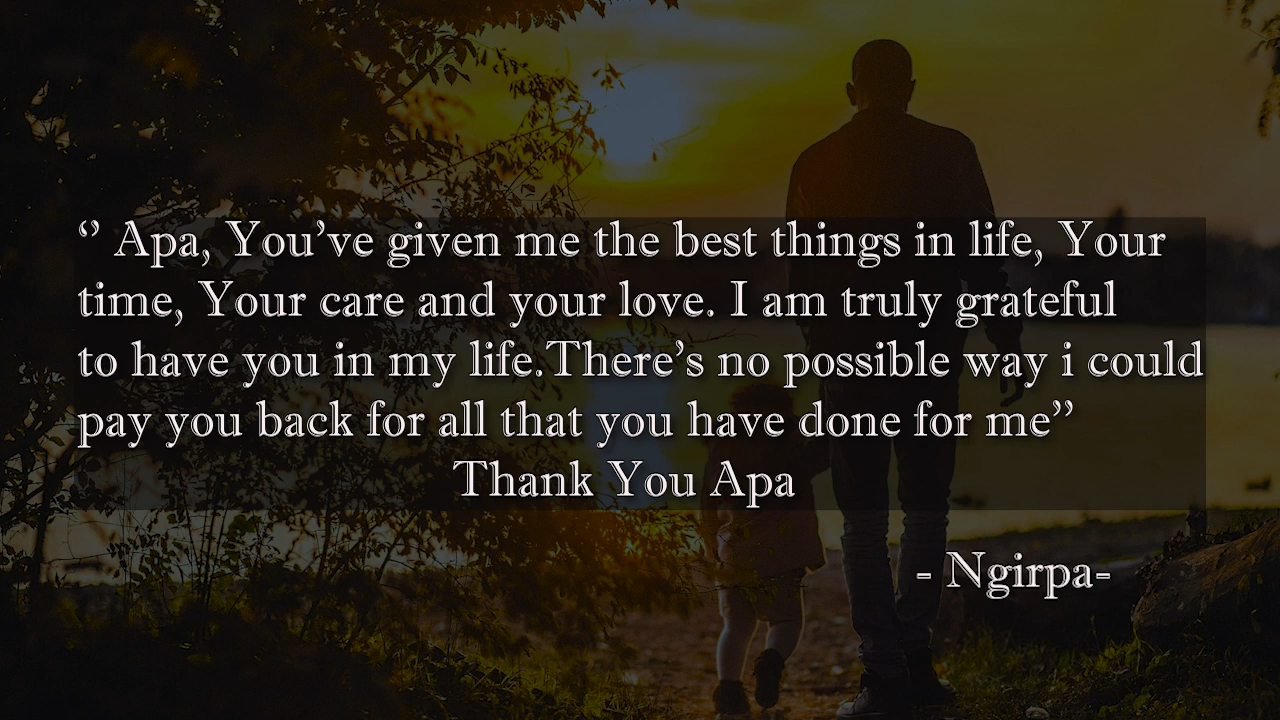 ‘’ Apa, You’ve given me the best things in life, Your
time, Your care and your love. I am truly grateful
to have you in my life.There’s no possible way i could
pay you back for all that you have done for me’’
Thank You Apa
- Ngirpa-